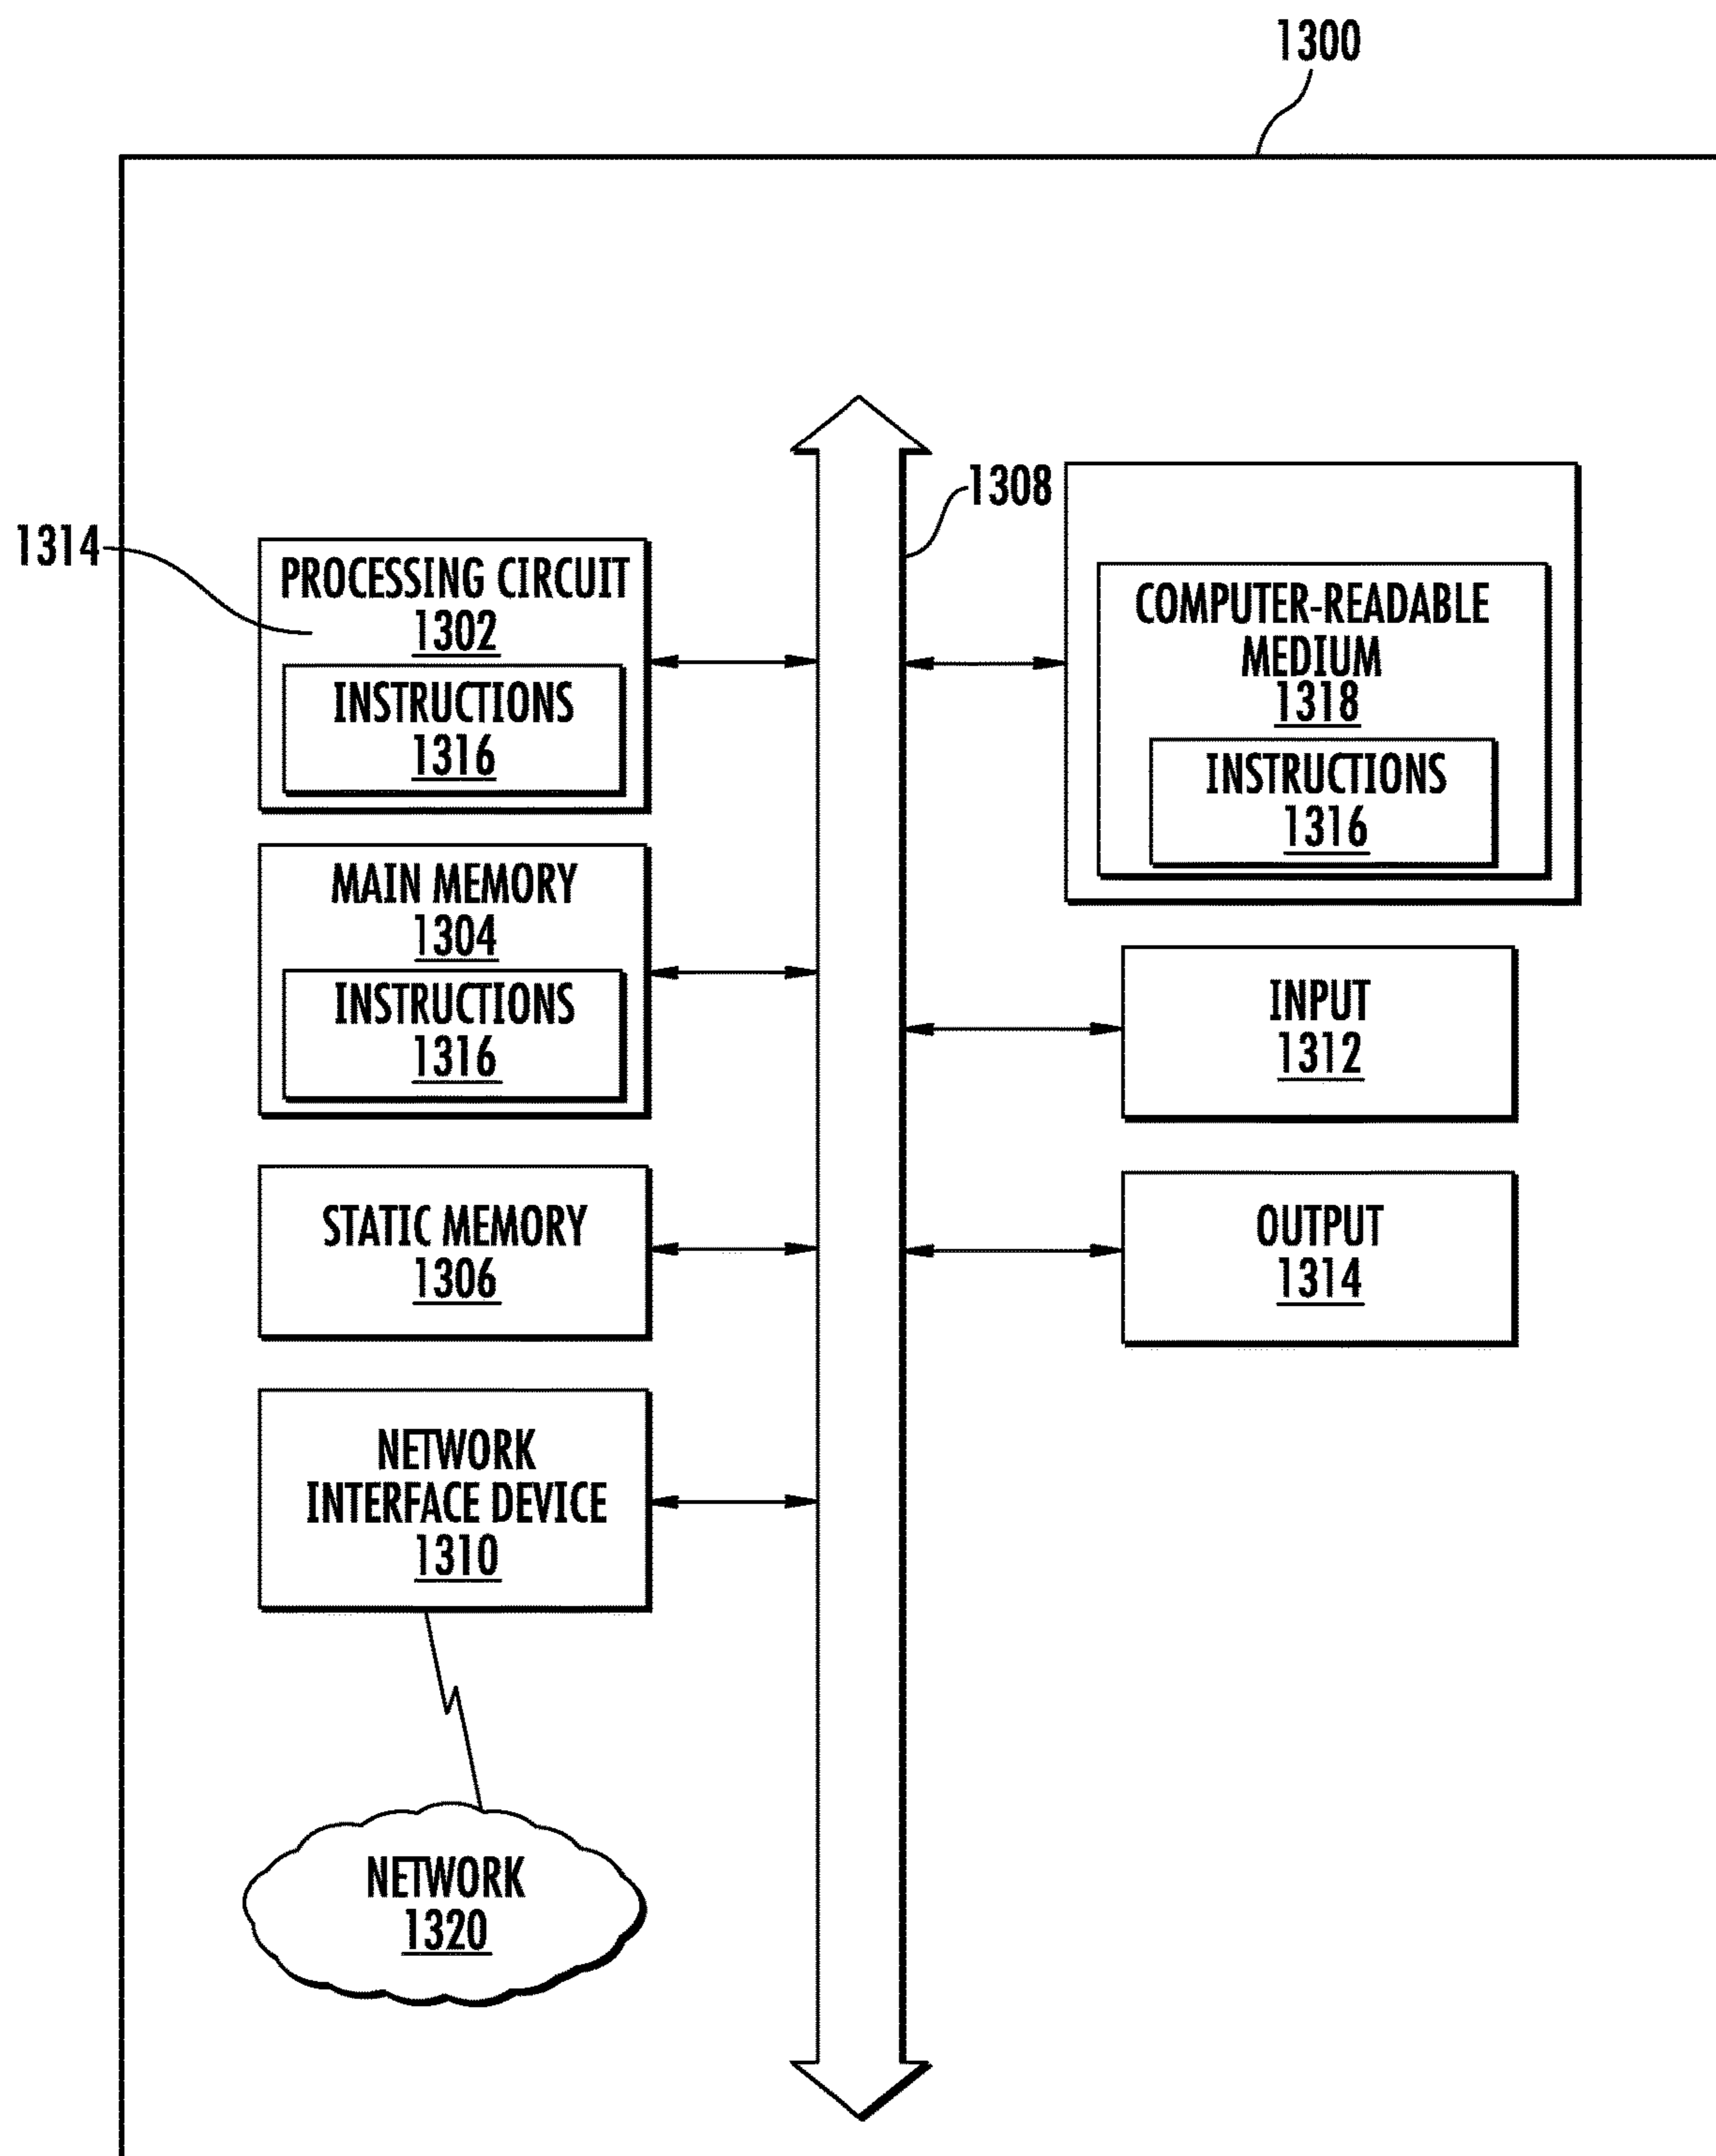 1300
1308
1314
PROCESSING CIRCUIT
1302
INSTRUCTIONS
1316
MAIN MEMORY
1304
INSTRUCTIONS
1316
STATIC MEMORY
1306
NETWORK
INTERFACE DEVICE
1310
NETWORK
1320
COMPUTER-READABLE
MEDIUM
1318
INSTRUCTIONS
1316
INPUT
1312
OUTPUT
1314